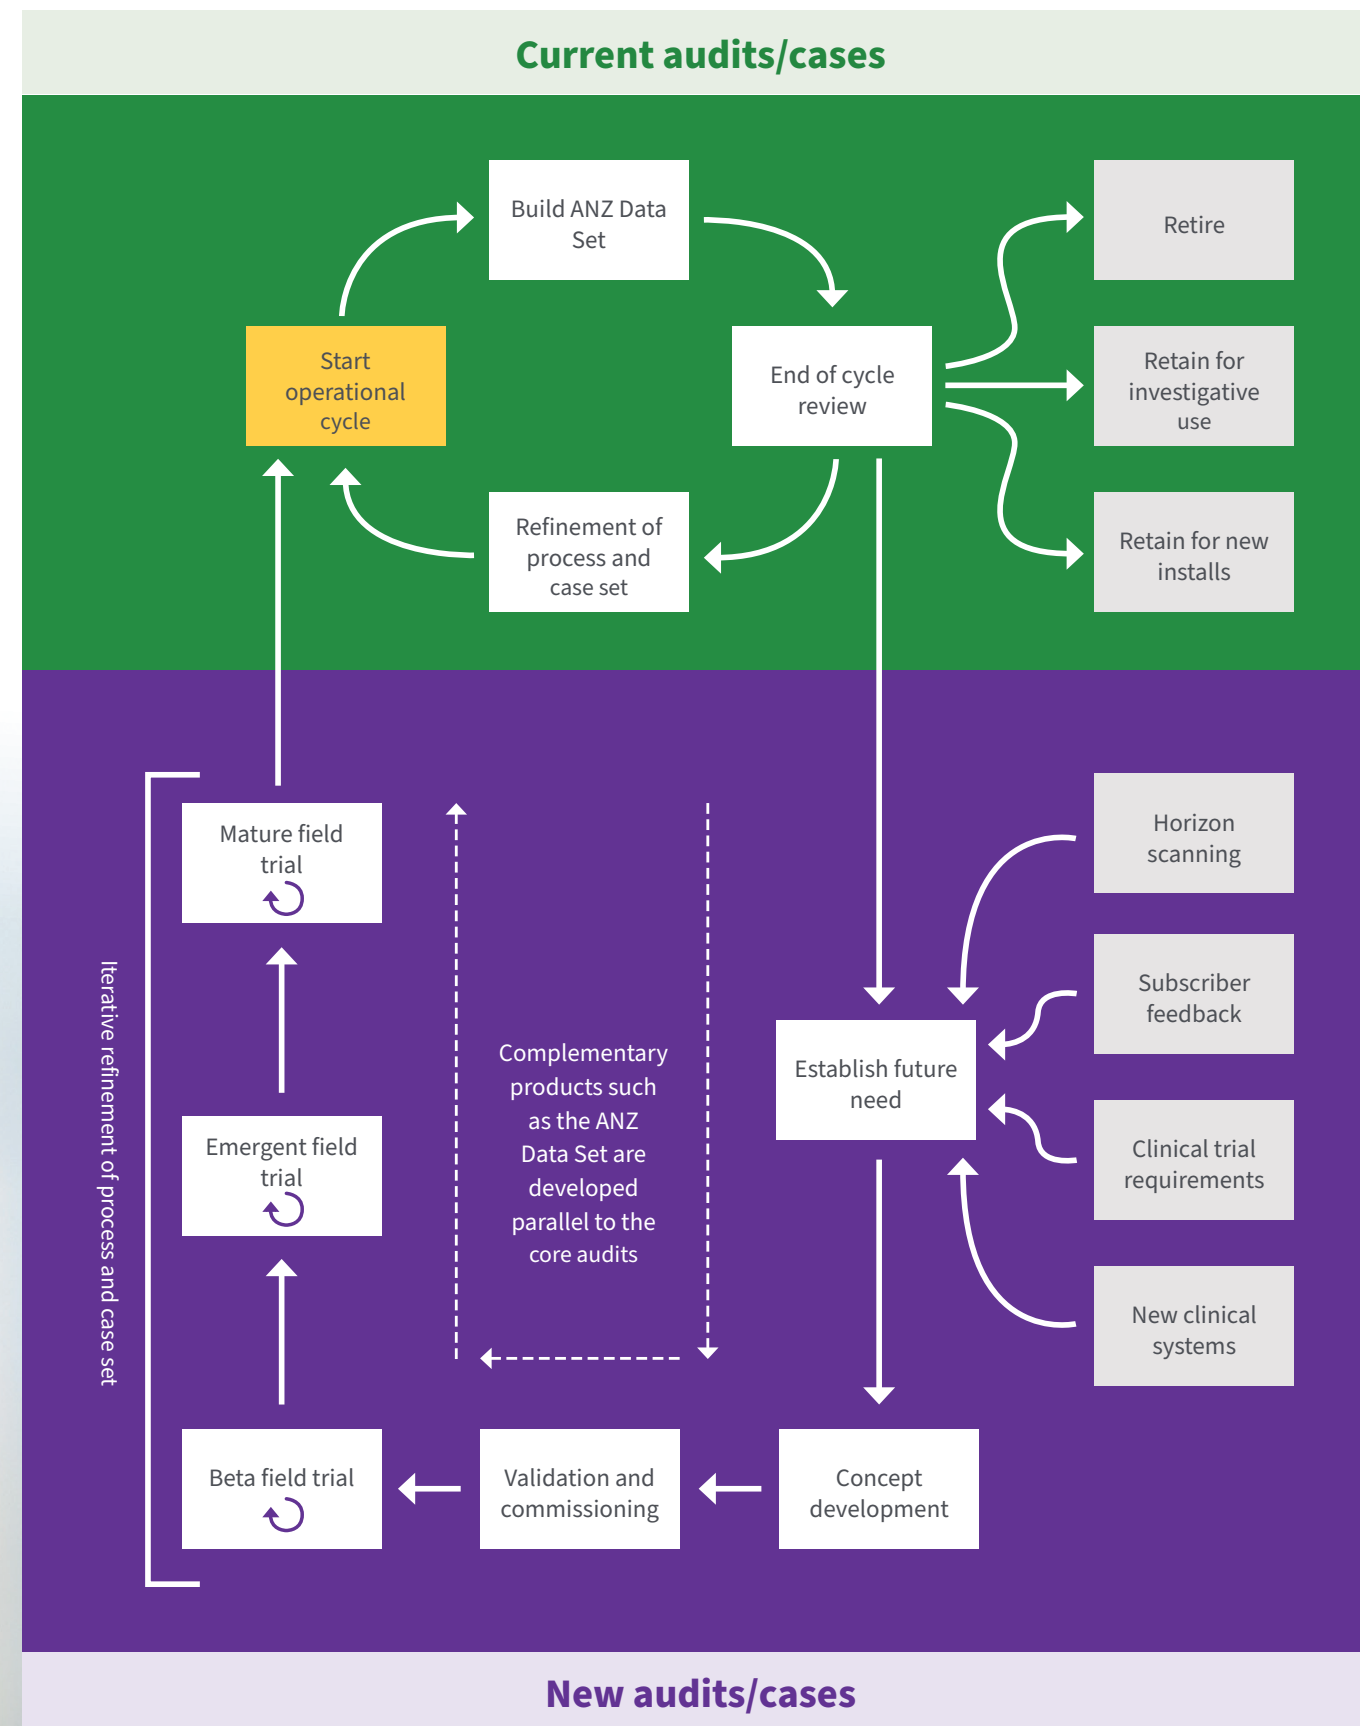 Current audits/cases
Build ANZ Data
Set
Retire
Start
operational
cycle
End of cycle
review
Retain for
investigative
use
Refinement of
process and
case set
Retain for new
installs
Mature field
trial
Horizon
scanning
Iterative refinement of process and case set
Subscriber
feedback
Complementary
products such
as the ANZ
Data Set are
developed
parallel to the
core audits
Establish future
need
Emergent field
trial
Clinical trial
requirements
New clinical
systems
Beta field trial
Validation and
commissioning
Concept
development
New audits/cases